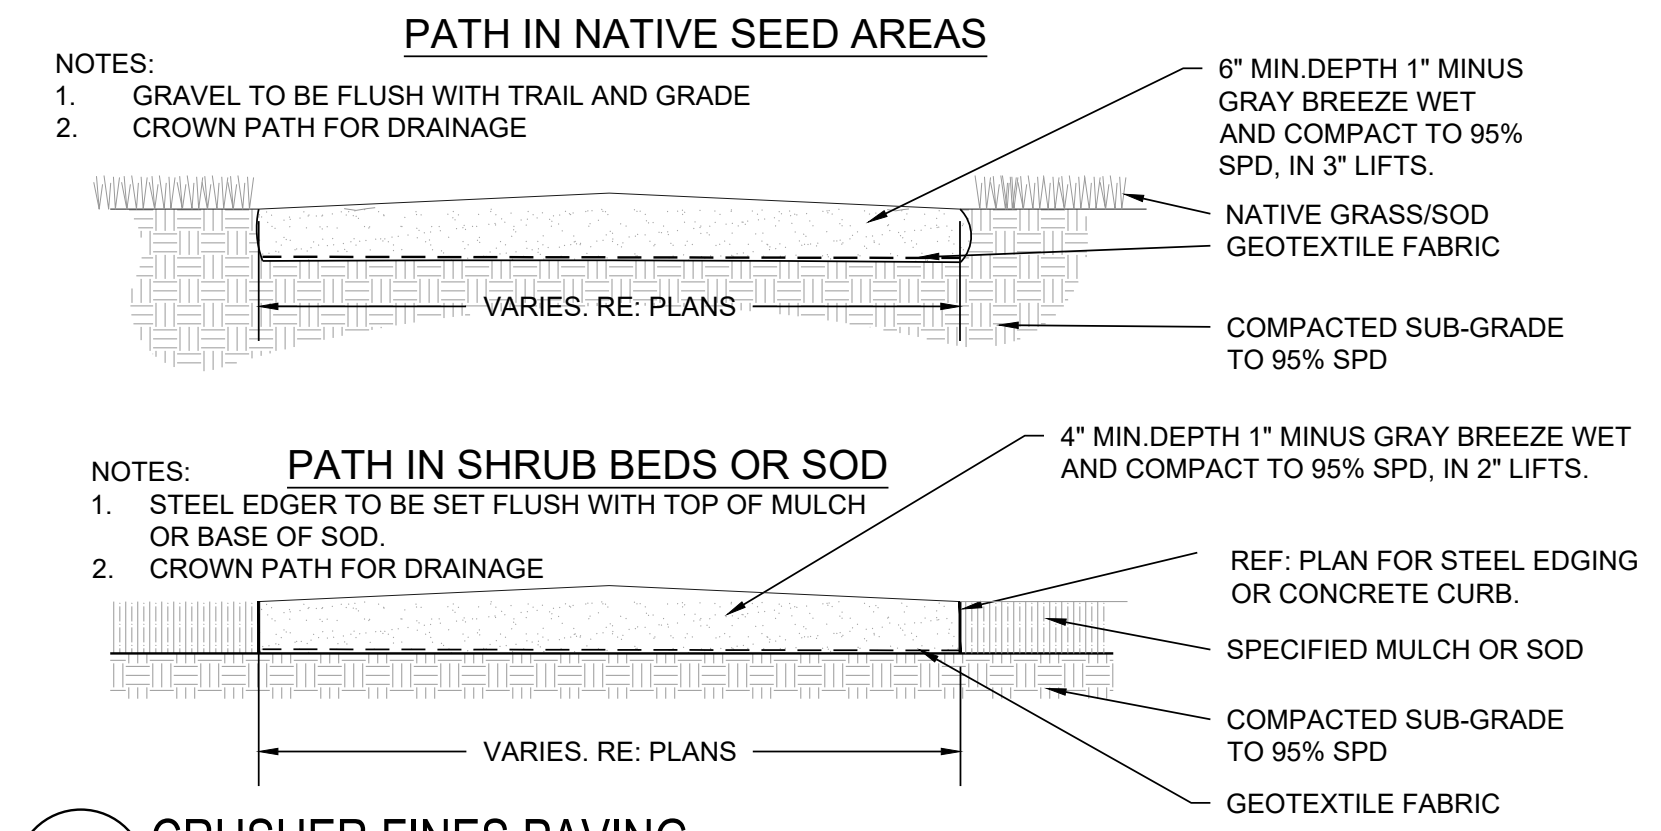 PATH IN NATIVE SEED AREAS
NOTES:
1. GRAVEL TO BE FLUSH WITH TRAIL AND GRADE
2. CROWN PATH FOR DRAINAGE
6" MIN.DEPTH 1" MINUS
GRAY BREEZE WET
AND COMPACT TO 95%
SPD, IN 3" LIFTS.
NATIVE GRASS/SOD
GEOTEXTILE FABRIC
VARIES. RE: PLANS
COMPACTED SUB-GRADE
TO 95% SPD
PATH IN SHRUB BEDS OR SOD
NOTES:
1. STEEL EDGER TO BE SET FLUSH WITH TOP OF MULCH
OR BASE OF SOD.
2. CROWN PATH FOR DRAINAGE
4" MIN.DEPTH 1" MINUS GRAY BREEZE WET
AND COMPACT TO 95% SPD, IN 2" LIFTS.
REF: PLAN FOR STEEL EDGING
OR CONCRETE CURB.
SPECIFIED MULCH OR SOD
COMPACTED SUB-GRADE
TO 95% SPD
VARIES. RE: PLANS
GEOTEXTILE FABRIC
CRUSHER FINES PAVING